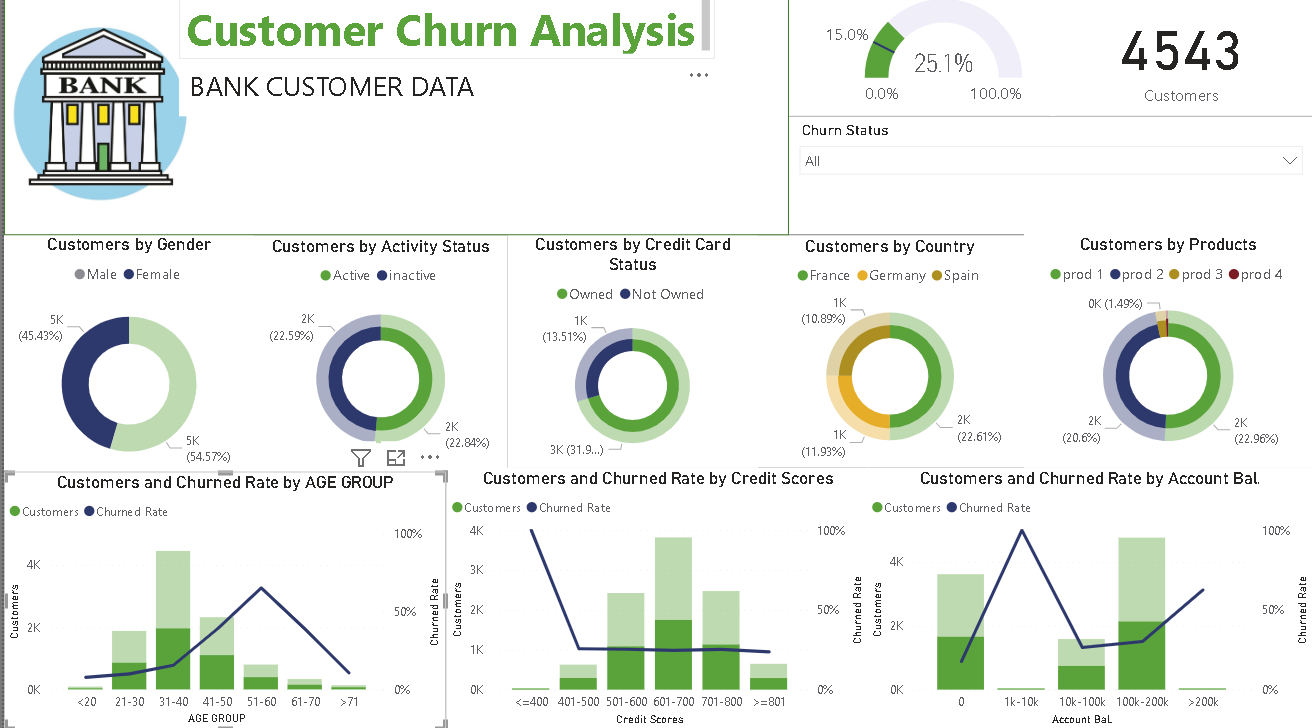 Customer Churn Analysis
BANK CUSTOMER DATA
BANK
15.0%
25.1%
0.0%
100.0%
4543
Customers
Churn Status
All
Customers by Gender
Male Female
5K
(45.43%)
5K
(54.57%)
Customers by Activity Status
Active inactive
2K
(22.59%)
2K
(22.84%)
Customers by Credit Card
Status
Owned Not Owned
1K
(13.51%)
3K (31.9...)
Customers by Country
France Germany Spain
1K
(10.89%)
1K
(11.93%)
2K
(22.61%)
Customers by Products
prod 1 prod 2 prod 3 prod 4
0K (1.49%)
2K
(20.6%)
2K
(22.96%)
Customers and Churned Rate by AGE GROUP
Customers Churned Rate
4K
2K
0K
Customers
100%
50%
0%
Churned Rate
<20 21-30 31-40 41-50 51-60 61-70 >71
AGE GROUP
Customers and Churned Rate by Credit Scores
Customers Churned Rate
4K
3K
2K
1K
0K
Customers
100%
50%
0%
Churned Rate
<=400 401-500 501-600 601-700 701-800 >=801
Credit Scores
Customers and Churned Rate by Account Bal.
Customers Churned Rate
4K
2K
0K
Customers
100%
50%
0%
Churned Rate
0 1k-10k 10k-100k 100k-200k >200k
Account Bal.